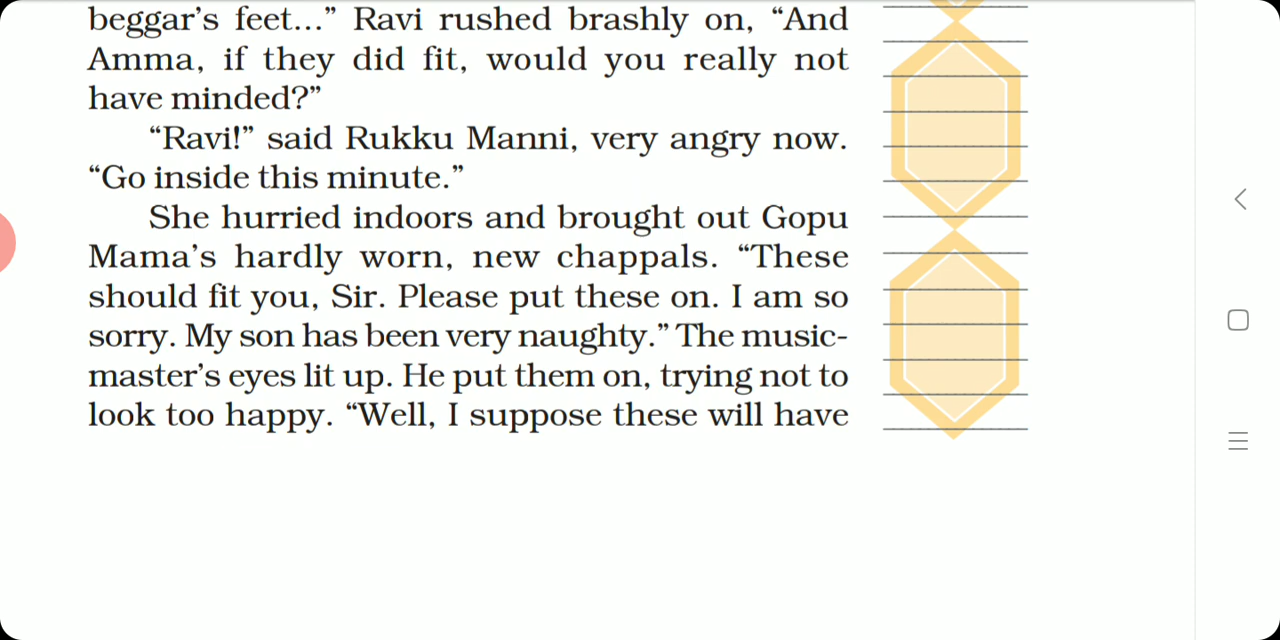 beggar’s feet...” Ravi rushed brashly on, “And
Amma, if they did fit, would you really not
have minded?”
“Ravi!” said Rukku Manni, very angry now.
“Go inside this minute.”
She hurried indoors and brought out Gopu
Mama’s hardly worn, new chappals. “These
should fit you, Sir. Please put these on. I am so
sorry. My son has been very naughty.” The music-
master’s eyes lit up. He put them on, trying not to
look too happy. “Well, I suppose these will have